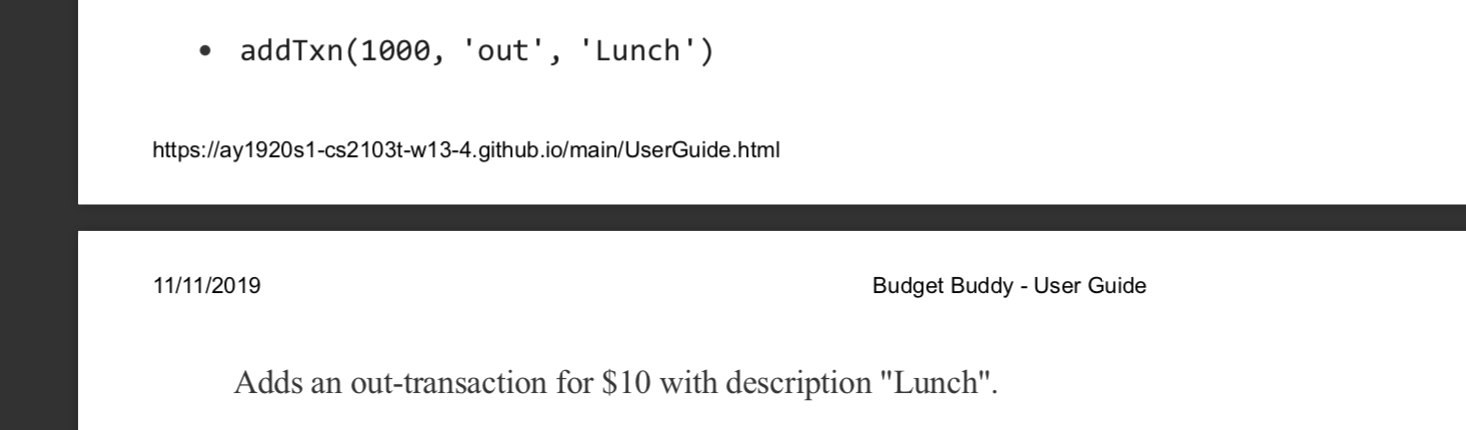 • addTxn(1000, 'out', 'Lunch')
https://ay1920s1-cs2103t-w13-4.github.io/main/UserGuide.html
11/11/2019 Budget Buddy - User Guide
Adds an out-transaction for $10 with description "Lunch".